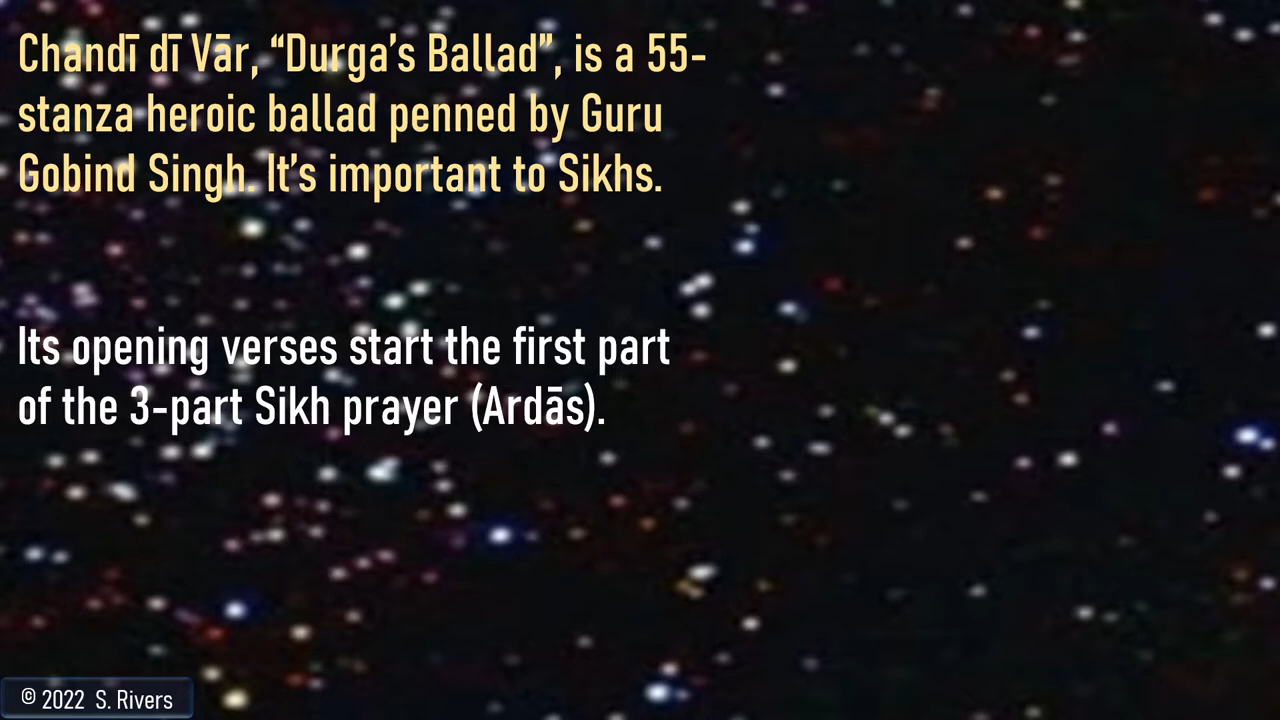 Chandī dī Vār, “Durga’s Ballad”, is a 55-
stanza heroic ballad penned by Guru
Gobind Singh. It’s important to Sikhs.
Its opening verses start the first part
of the 3-part Sikh prayer (Ardās).
© 2022 S. Rivers